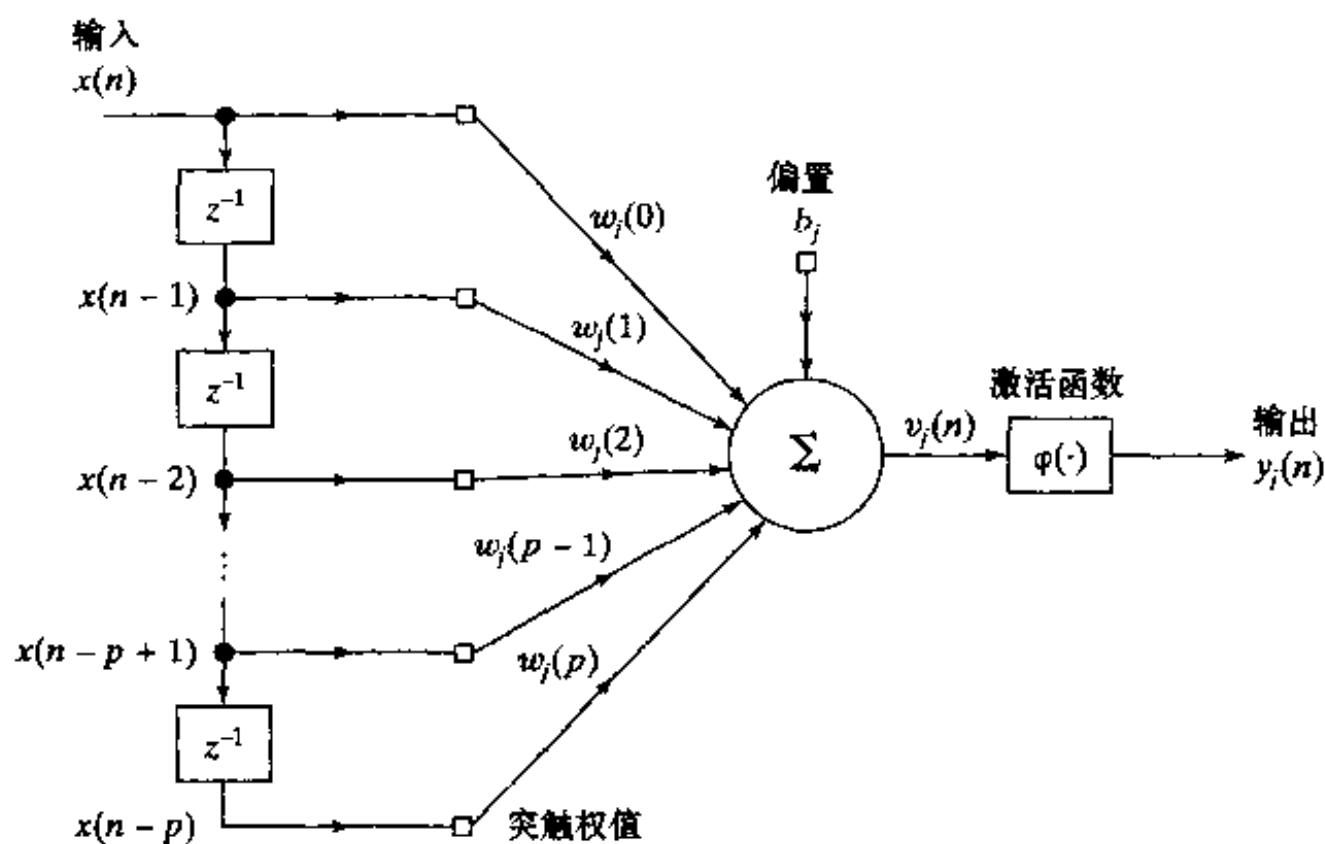 输入
x(n)
z⁻¹
x(n − 1)
z⁻¹
x(n − 2)
⋮
x(n − p + 1)
z⁻¹
x(n − p)
w_j(0)
w_j(1)
w_j(2)
w_j(p − 1)
w_j(p)
突触权值
偏置
b_j
Σ
v_j(n)
激活函数
φ(·)
输出
y_j(n)